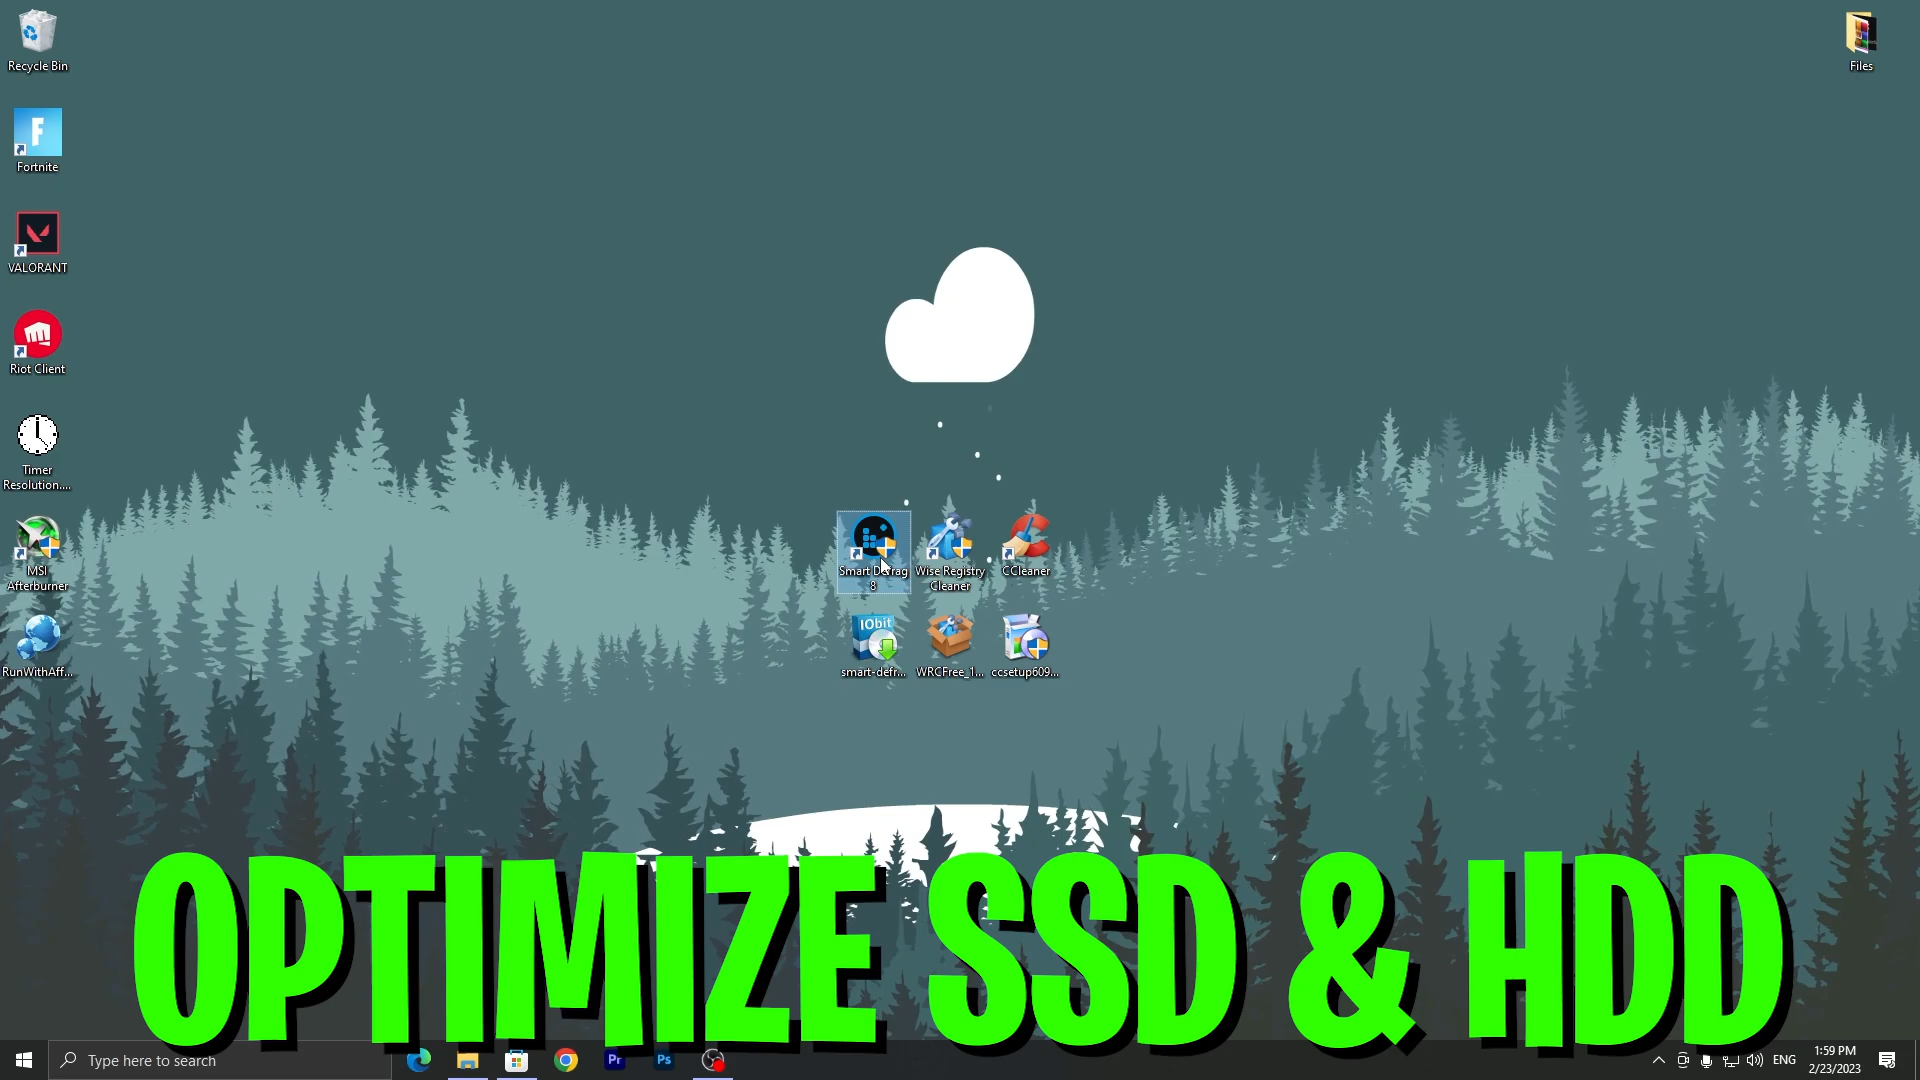 Recycle Bin
Files
Fortnite
VALORANT
Riot Client
Timer
Resolution....
MSI
Afterburner
RunWithAff...
Smart Defrag
8
Wise Registry
Cleaner
CCleaner
IObit
smart-defr...
WRCFree_1...
ccsetup609...
OPTIMIZE SSD & HDD
Type here to search
Pr
Ps
ENG
1:59 PM
2/23/2023